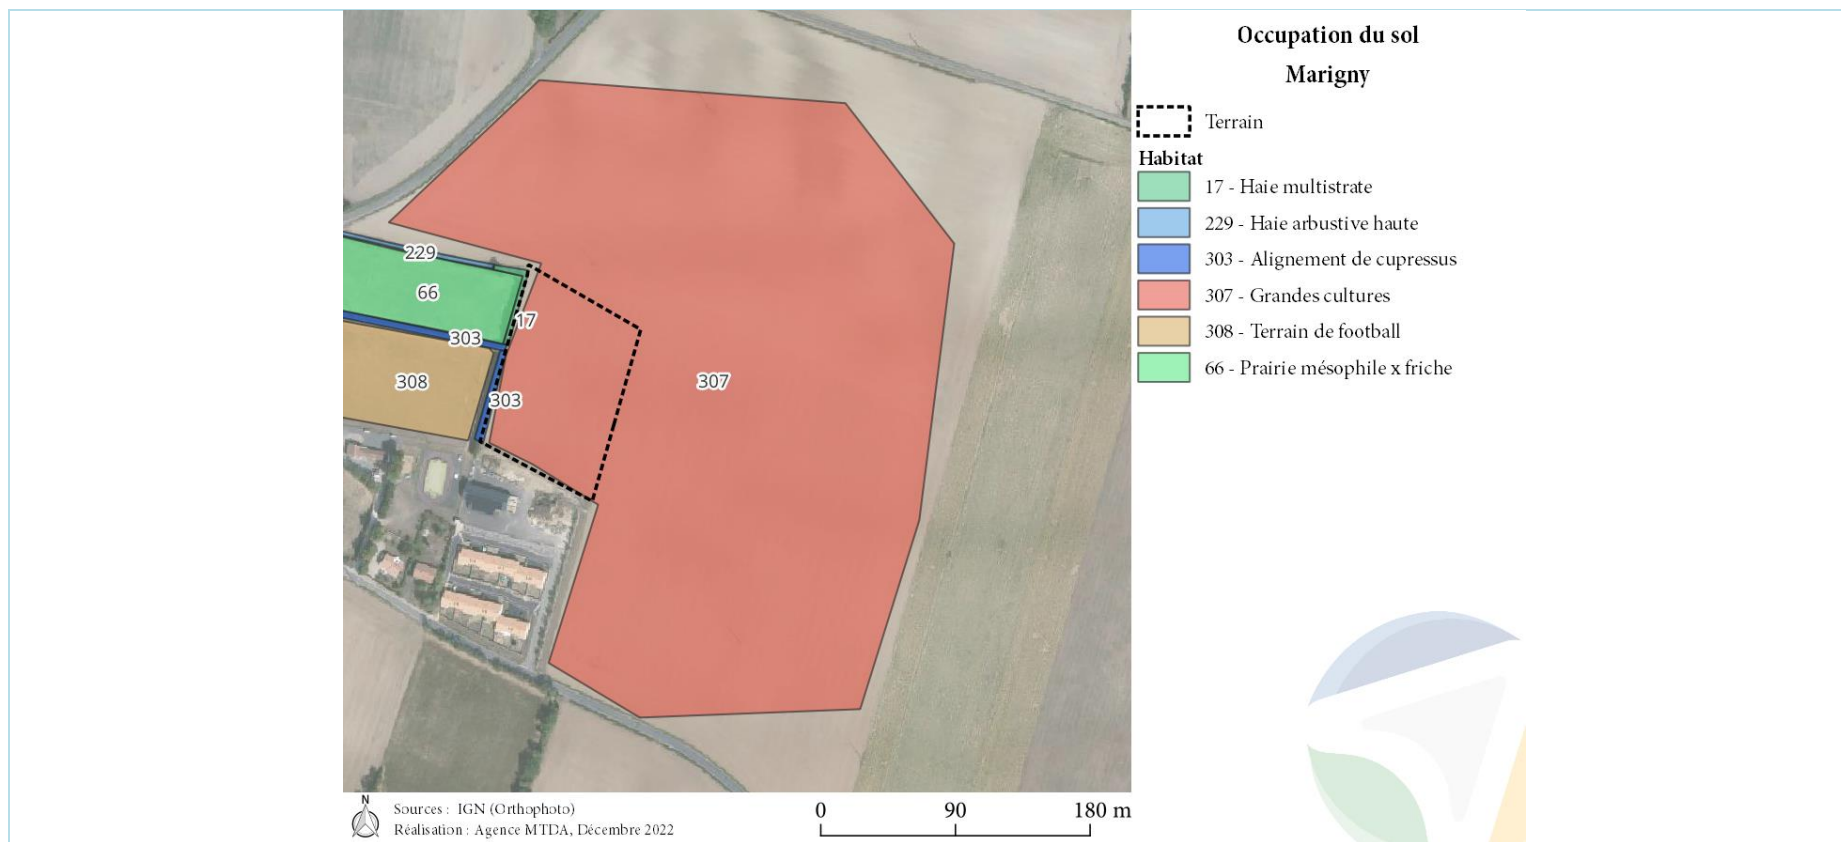 Occupation du sol
Marigny
Terrain
Habitat
17 - Haie multistrate
229 - Haie arbustive haute
303 - Alignement de cupressus
307 - Grandes cultures
308 - Terrain de football
66 - Prairie mésophile x friche
229
66
17
303
308
303
307
N
Sources : IGN (Orthophoto)
Réalisation : Agence MTDA, Décembre 2022
0 90 180 m